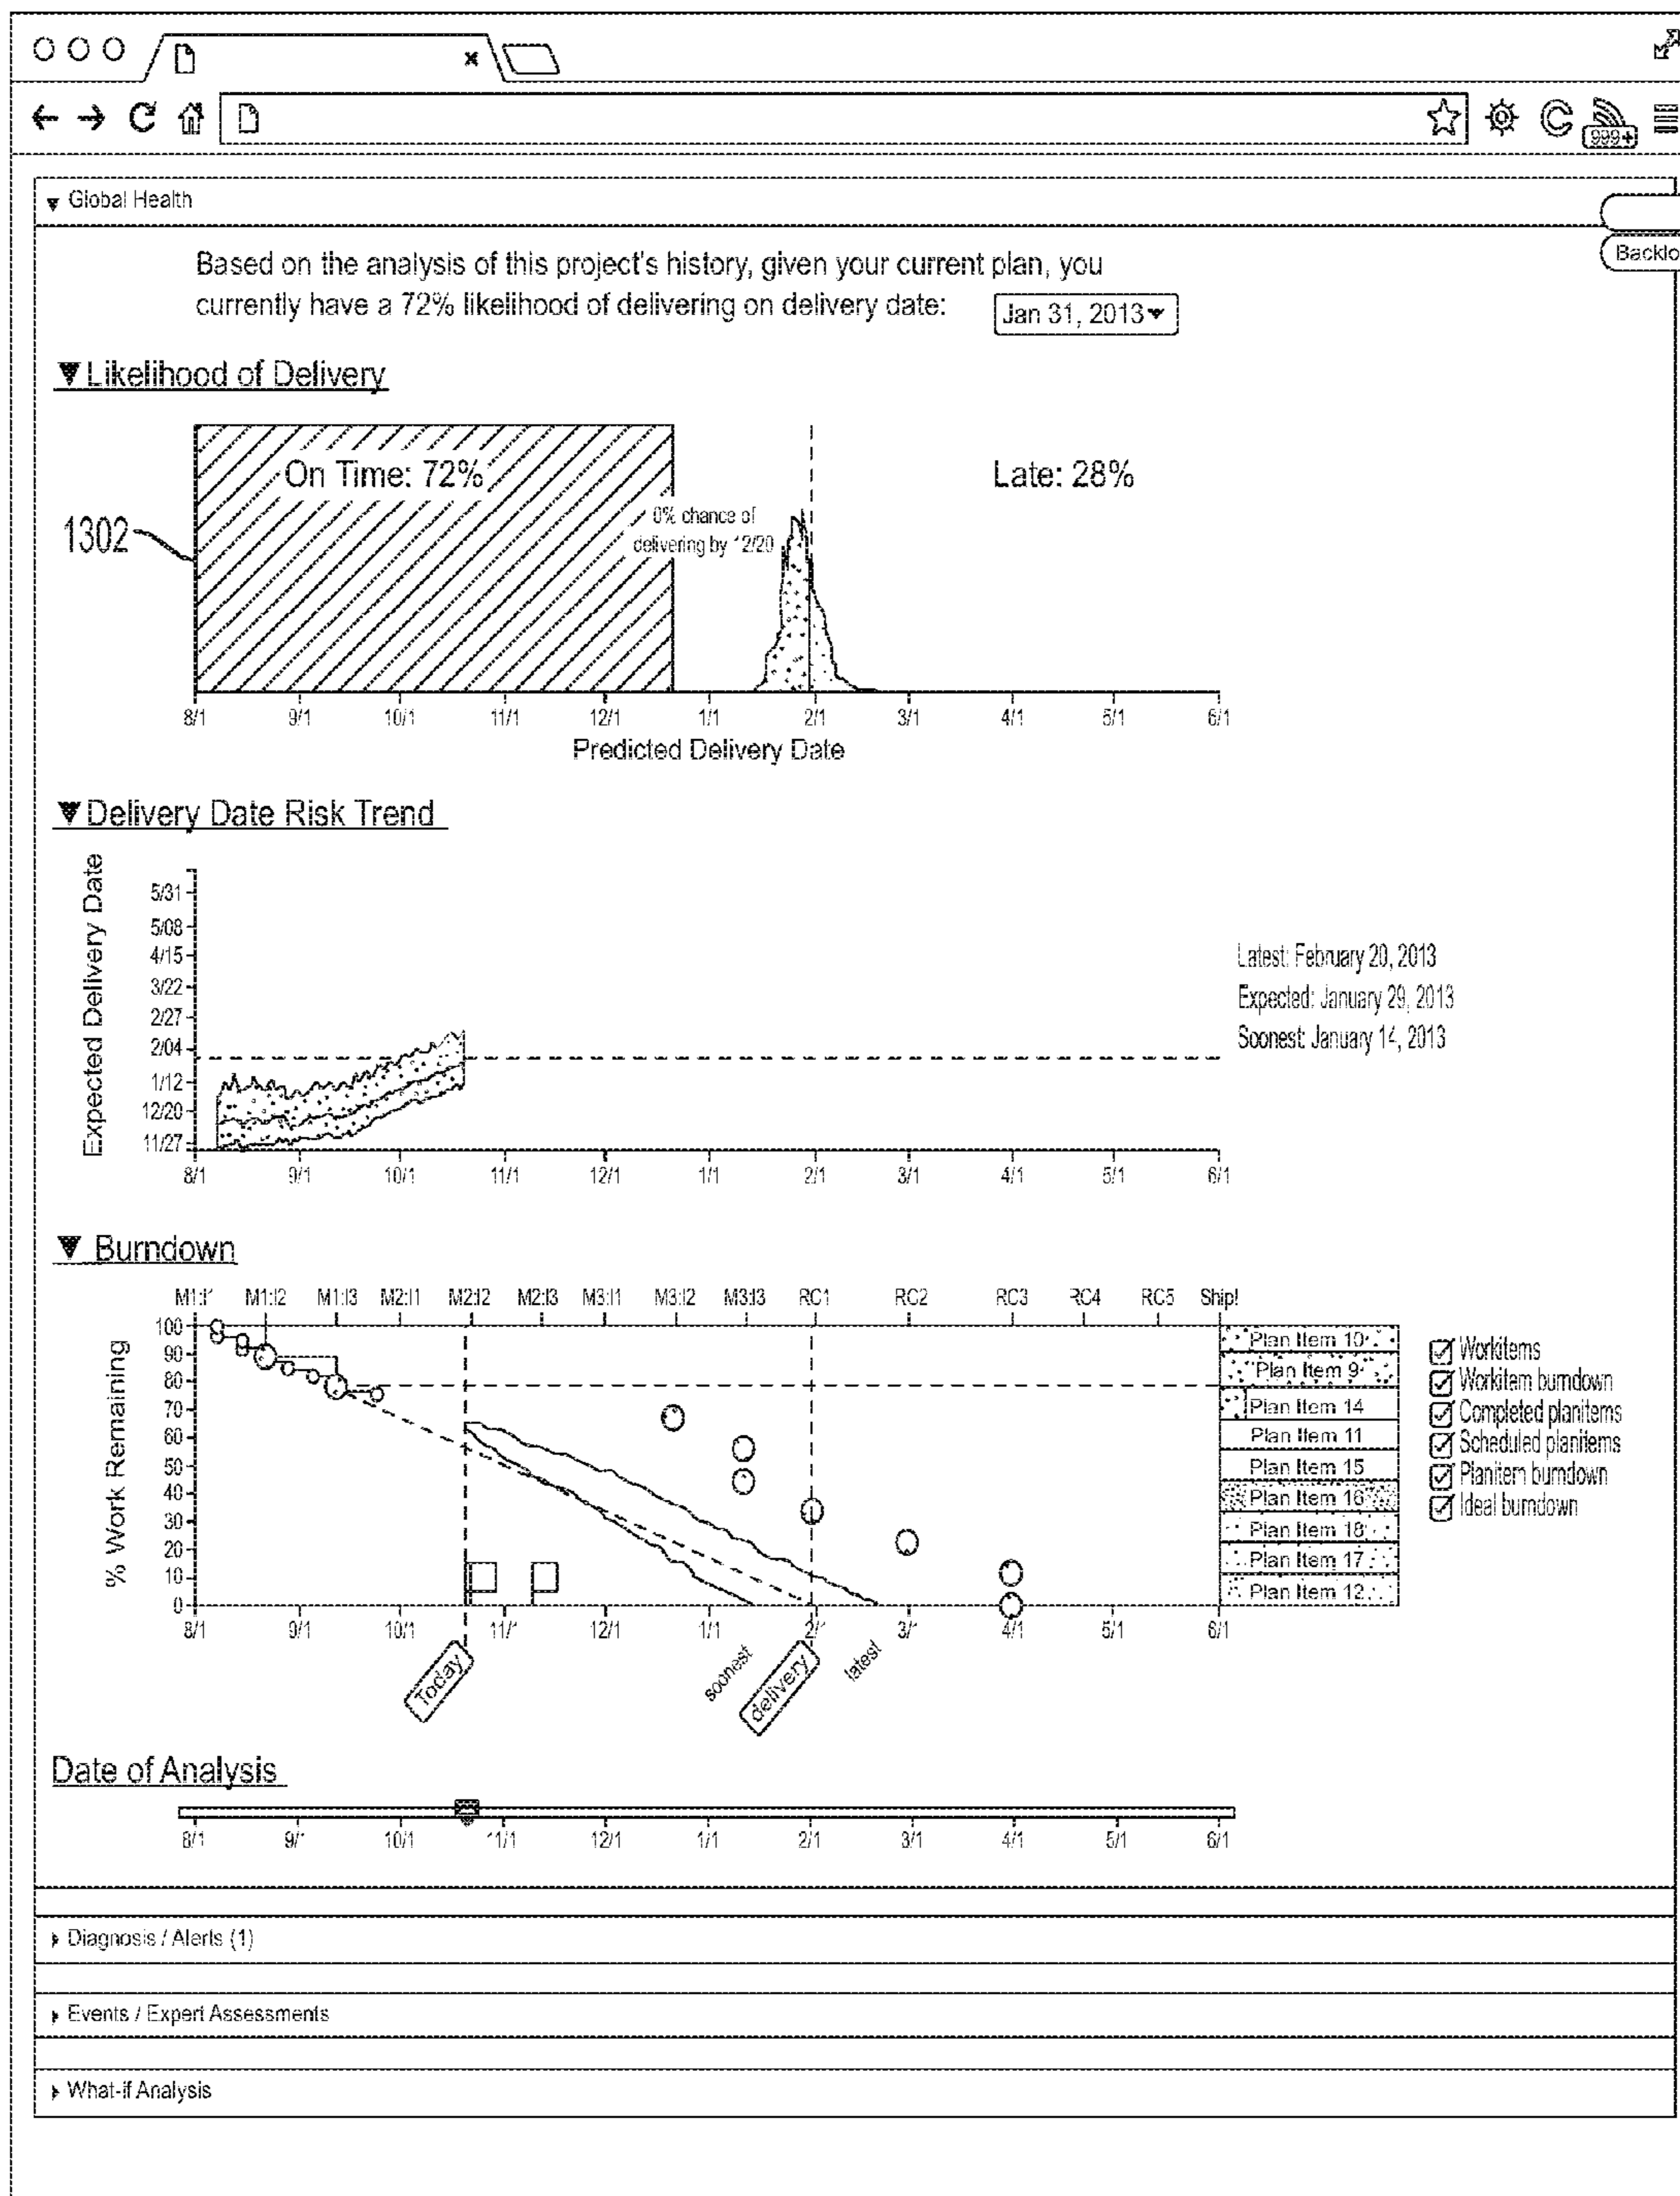 999+
Global Health
Backlo
Based on the analysis of this project's history, given your current plan, you
currently have a 72% likelihood of delivering on delivery date: Jan 31, 2013
Likelihood of Delivery
On Time: 72%
Late: 28%
0% chance of
delivering by 12/20
1302
8/1 9/1 10/1 11/1 12/1 1/1 2/1 3/1 4/1 5/1 6/1
Predicted Delivery Date
Delivery Date Risk Trend
Expected Delivery Date
5/31
5/08
4/15
3/22
2/27
2/04
1/12
12/20
11/27
8/1 9/1 10/1 11/1 12/1 1/1 2/1 3/1 4/1 5/1 6/1
Latest: February 20, 2013
Expected: January 29, 2013
Soonest: January 14, 2013
Burndown
M1:I1 M1:I2 M1:I3 M2:I1 M2:I2 M2:I3 M3:I1 M3:I2 M3:I3 RC1 RC2 RC3 RC4 RC5 Ship!
% Work Remaining
100
90
80
70
60
50
40
30
20
10
0
8/1 9/1 10/1 11/1 12/1 1/1 2/1 3/1 4/1 5/1 6/1
Today
soonest
delivery
latest
Plan Item 10
Plan Item 9
Plan Item 14
Plan Item 11
Plan Item 15
Plan Item 16
Plan Item 18
Plan Item 17
Plan Item 12
Workitems
Workitem burndown
Completed planitems
Scheduled planitems
Planitem burndown
Ideal burndown
Date of Analysis
8/1 9/1 10/1 11/1 12/1 1/1 2/1 3/1 4/1 5/1 6/1
Diagnosis / Alerts (1)
Events / Expert Assessments
What-if Analysis